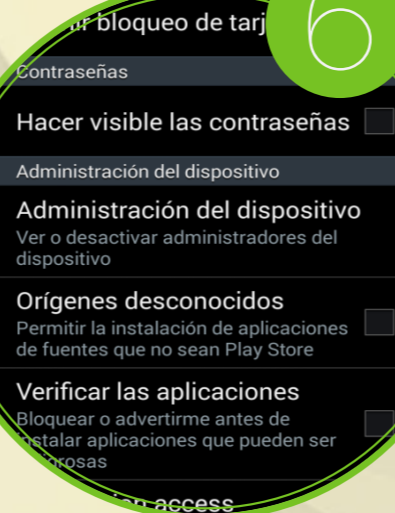 bloqueo de tarj
6
Contraseñas
Hacer visible las contraseñas
Administración del dispositivo
Administración del dispositivo
Ver o desactivar administradores del
dispositivo
Orígenes desconocidos
Permitir la instalación de aplicaciones
de fuentes que no sean Play Store
Verificar las aplicaciones
Bloquear o advertirme antes de
instalar aplicaciones que pueden ser
access